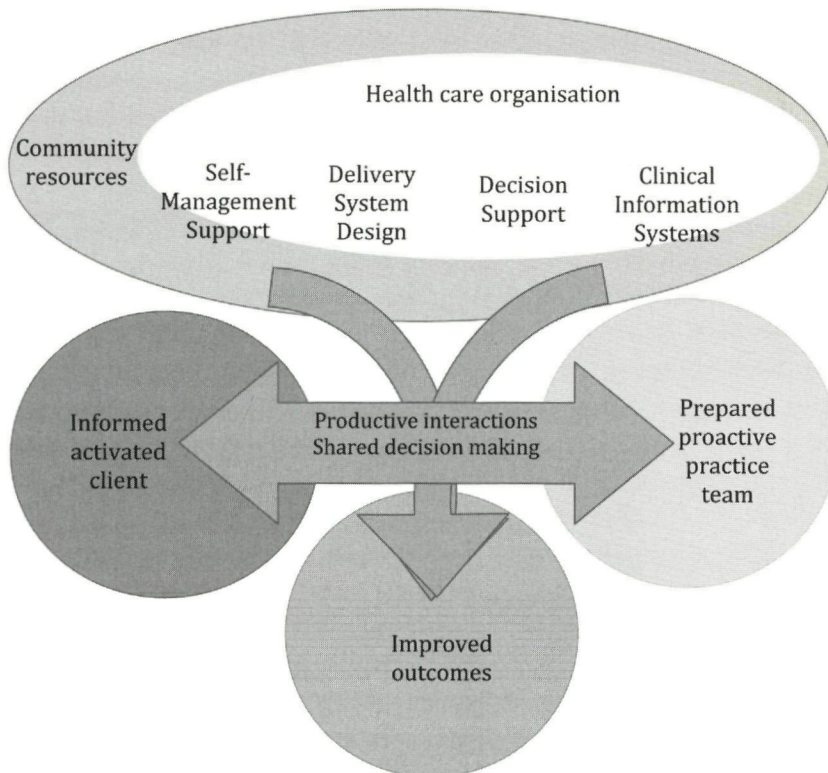 Health care organisation
Community
resources
Self-
Management
Support
Delivery
System
Design
Decision
Support
Clinical
Information
Systems
Informed
activated
client
Productive interactions
Shared decision making
Prepared
proactive
practice
team
Improved
outcomes